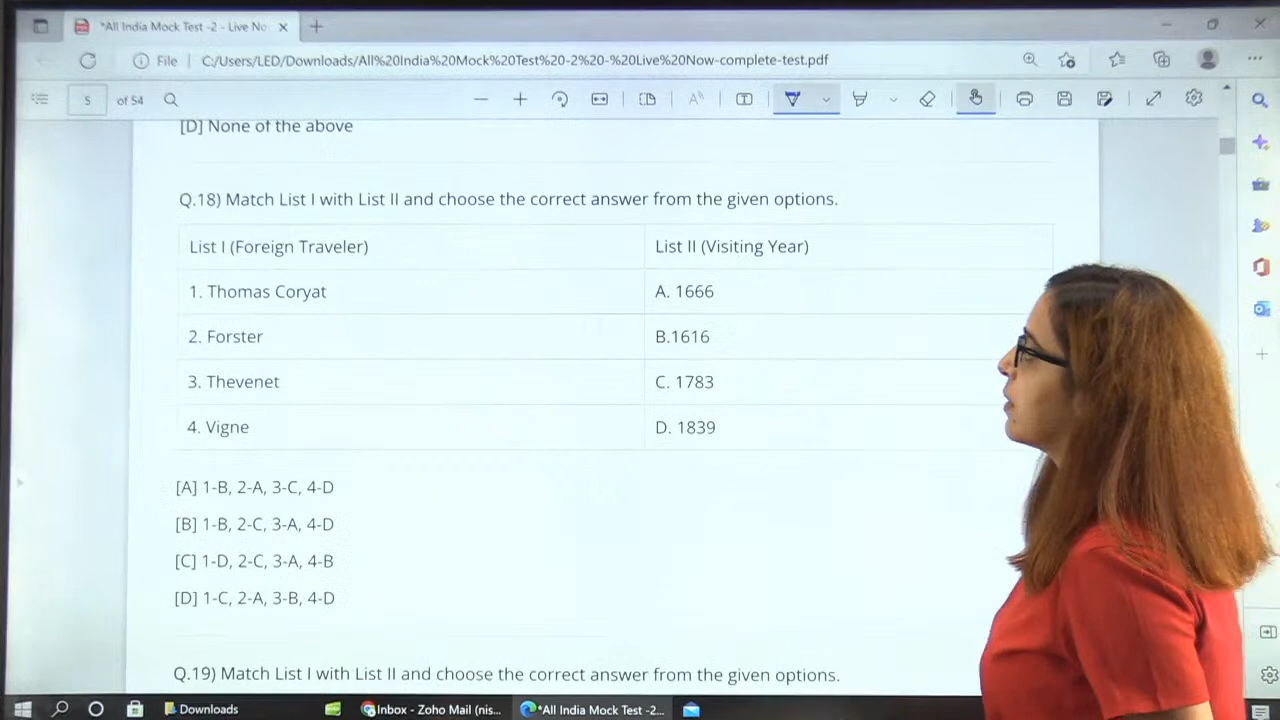 *All India Mock Test -2 - Live No
File
C:/Users/LED/Downloads/All%20India%20Mock%20Test%20-2%20-%20Live%20Now-complete-test.pdf
5 of 54
[D] None of the above
Q.18) Match List I with List II and choose the correct answer from the given options.
List I (Foreign Traveler) List II (Visiting Year)
1. Thomas Coryat A. 1666
2. Forster B.1616
3. Thevenet C. 1783
4. Vigne D. 1839
[A] 1-B, 2-A, 3-C, 4-D
[B] 1-B, 2-C, 3-A, 4-D
[C] 1-D, 2-C, 3-A, 4-B
[D] 1-C, 2-A, 3-B, 4-D
Q.19) Match List I with List II and choose the correct answer from the given options.
Downloads Inbox - Zoho Mail (nis... *All India Mock Test -2...